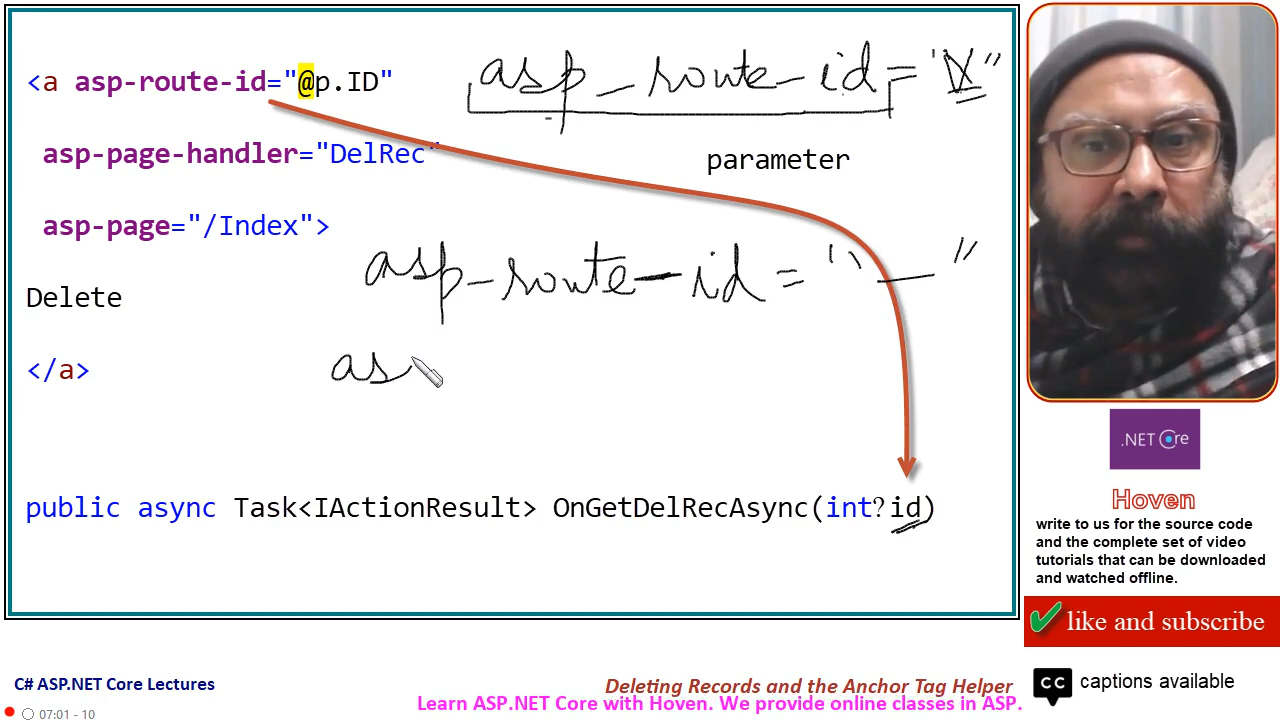 <a asp-route-id="@p.ID"
asp-route-id="V"
asp-page-handler="DelRec"
parameter
asp-page="/Index">
asp-route-id="_"
Delete
as
</a>
public async Task<IActionResult> OnGetDelRecAsync(int?id)
.NET Core
Hoven
write to us for the source code
and the complete set of video
tutorials that can be downloaded
and watched offline.
like and subscribe
C# ASP.NET Core Lectures
Deleting Records and the Anchor Tag Helper
CC captions available
Learn ASP.NET Core with Hoven. We provide online classes in ASP.
07:01 - 10